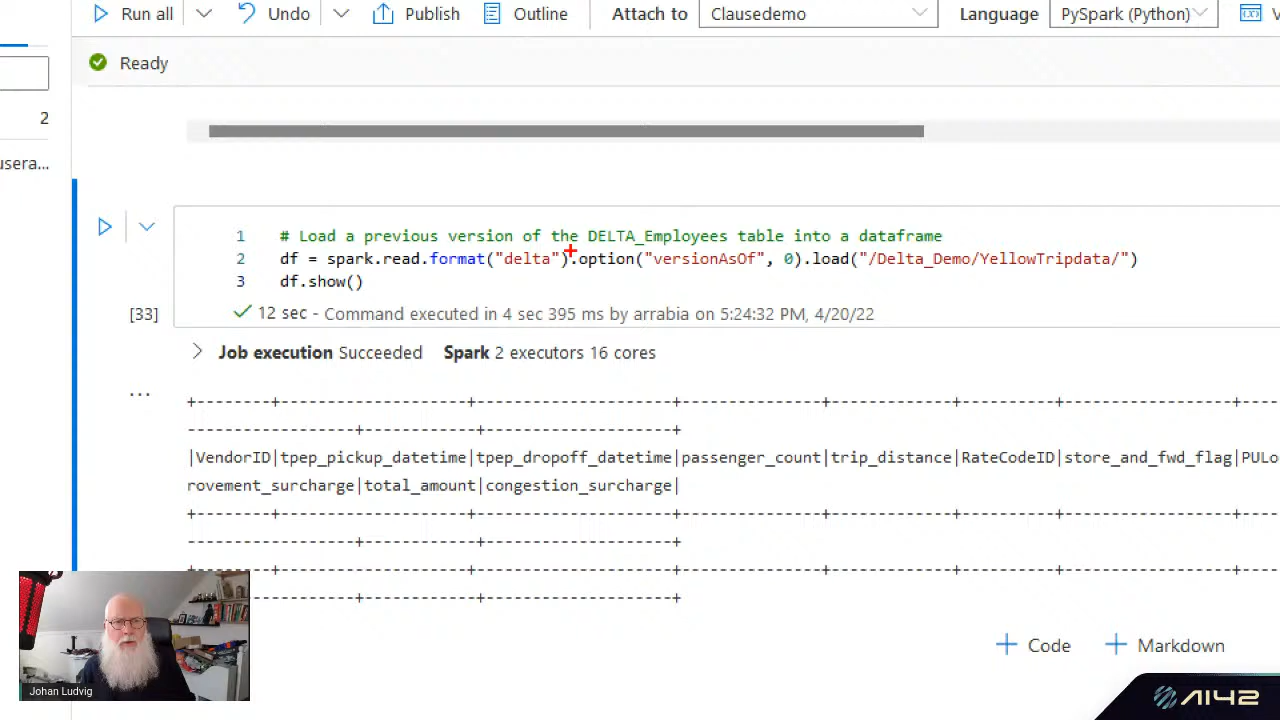 Run all Undo Publish Outline Attach to Clausedemo Language PySpark (Python)
Ready
2
usera...
1 # Load a previous version of the DELTA_Employees table into a dataframe
2 df = spark.read.format("delta").option("versionAsOf", 0).load("/Delta_Demo/YellowTripdata/")
3 df.show()
[33] 12 sec - Command executed in 4 sec 395 ms by arrabia on 5:24:32 PM, 4/20/22
Job execution Succeeded Spark 2 executors 16 cores
...
+--------+--------------------+---------------------+---------------+-------------+----------+------------------+----
------------------+------------+--------------------+
|VendorID|tpep_pickup_datetime|tpep_dropoff_datetime|passenger_count|trip_distance|RateCodeID|store_and_fwd_flag|PULo
rovement_surcharge|total_amount|congestion_surcharge|
+--------+--------------------+---------------------+---------------+-------------+----------+------------------+----
------------------+------------+--------------------+
+--------+--------------------+---------------------+---------------+-------------+----------+------------------+----
------------------+------------+--------------------+
+ Code + Markdown
Johan Ludvig
AI42